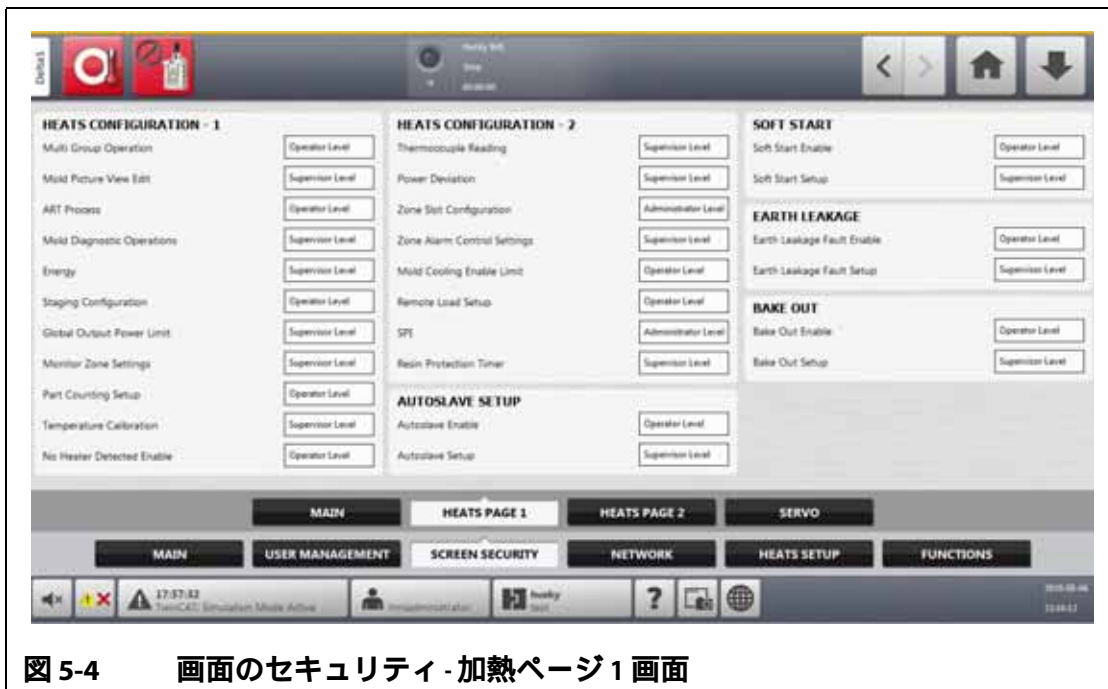 Delta3
HEATS CONFIGURATION - 1
Multi Group Operation Operator Level
Mold Picture View Edit Supervisor Level
ART Process Operator Level
Mold Diagnostic Operations Supervisor Level
Energy Supervisor Level
Staging Configuration Operator Level
Global Output Power Limit Supervisor Level
Monitor Zone Settings Supervisor Level
Part Counting Setup Operator Level
Temperature Calibration Supervisor Level
No Heater Detected Enable Operator Level
HEATS CONFIGURATION - 2
Thermocouple Reading Supervisor Level
Power Deviation Supervisor Level
Zone Slot Configuration Administrator Level
Zone Alarm Control Settings Supervisor Level
Mold Cooling Enable Limit Operator Level
Remote Load Setup Operator Level
SPI Administrator Level
Resin Protection Timer Supervisor Level
AUTOSLAVE SETUP
Autoslave Enable Operator Level
Autoslave Setup Supervisor Level
SOFT START
Soft Start Enable Operator Level
Soft Start Setup Supervisor Level
EARTH LEAKAGE
Earth Leakage Fault Enable Operator Level
Earth Leakage Fault Setup Supervisor Level
BAKE OUT
Bake Out Enable Operator Level
Bake Out Setup Supervisor Level
MAIN HEATS PAGE 1 HEATS PAGE 2 SERVO
MAIN USER MANAGEMENT SCREEN SECURITY NETWORK HEATS SETUP FUNCTIONS
17:57:32
TwinCAT: Simulation Mode Active
husky
test
?
図 5-4 画面のセキュリティ - 加熱ページ 1 画面